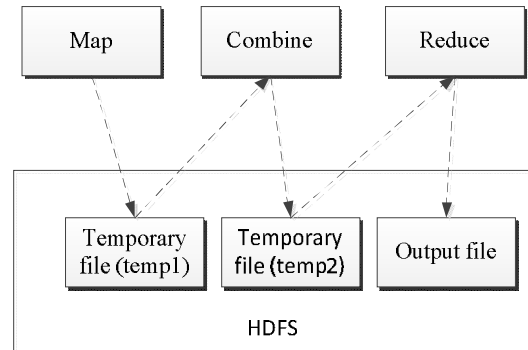 Map
Combine
Reduce
Temporary
file (temp1)
Temporary
file (temp2)
Output file
HDFS